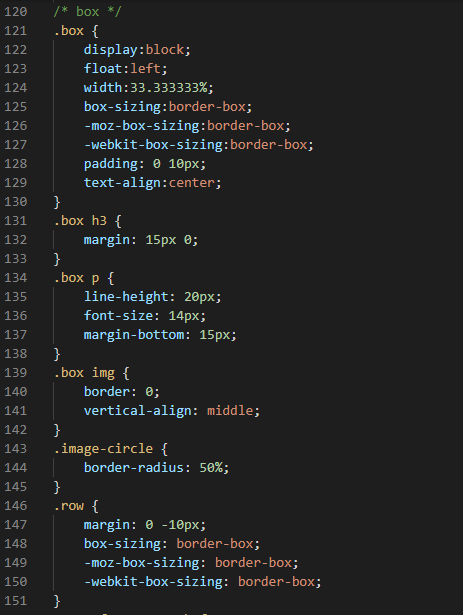 120 /* box */
121 .box {
122 display:block;
123 float:left;
124 width:33.333333%;
125 box-sizing:border-box;
126 -moz-box-sizing:border-box;
127 -webkit-box-sizing:border-box;
128 padding: 0 10px;
129 text-align:center;
130 }
131 .box h3 {
132 margin: 15px 0;
133 }
134 .box p {
135 line-height: 20px;
136 font-size: 14px;
137 margin-bottom: 15px;
138 }
139 .box img {
140 border: 0;
141 vertical-align: middle;
142 }
143 .image-circle {
144 border-radius: 50%;
145 }
146 .row {
147 margin: 0 -10px;
148 box-sizing: border-box;
149 -moz-box-sizing: border-box;
150 -webkit-box-sizing: border-box;
151 }